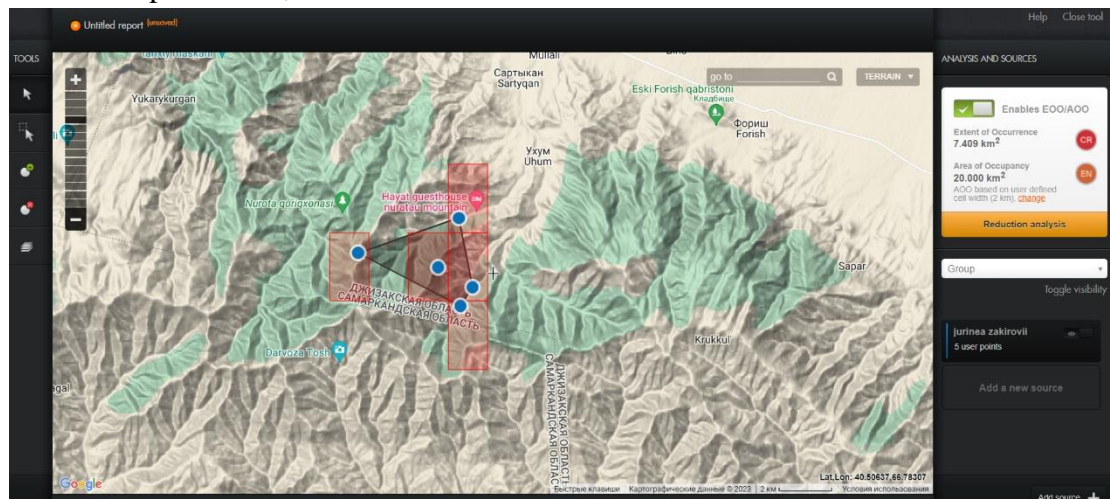 Untitled report (unsaved)
Help Close tool
TOOLS
ANALYSIS AND SOURCES
Mullali
Сартыкан
Sartyqan
go to
TERRAIN
Yukarykurgan
Eski Forish qabristoni
Кладбище
Фориш
Forish
Ухум
Uhum
Nurota qoriqxonasi
Hayat guesthouse
nuratau mountain
Sapar
ДЖИЗАКСКАЯ ОБЛАСТЬ
САМАРКАНДСКАЯ ОБЛАСТЬ
Darvoza Tosh
Krukkul
ДЖИЗАКСКАЯ ОБЛАСТЬ
САМАРКАНДСКАЯ ОБЛАС
Google
Lat,Lon: 40.50637,66.78307
Быстрые клавиши Картографические данные © 2023 2 км Условия использования
Enables EOO/AOO
Extent of Occurrence
7.409 km²
CR
Area of Occupancy
20.000 km²
EN
AOO based on user defined
cell width (2 km), change
Reduction analysis
Group
Toggle visibility
jurinea zakirovii
5 user points
Add a new source
Add source